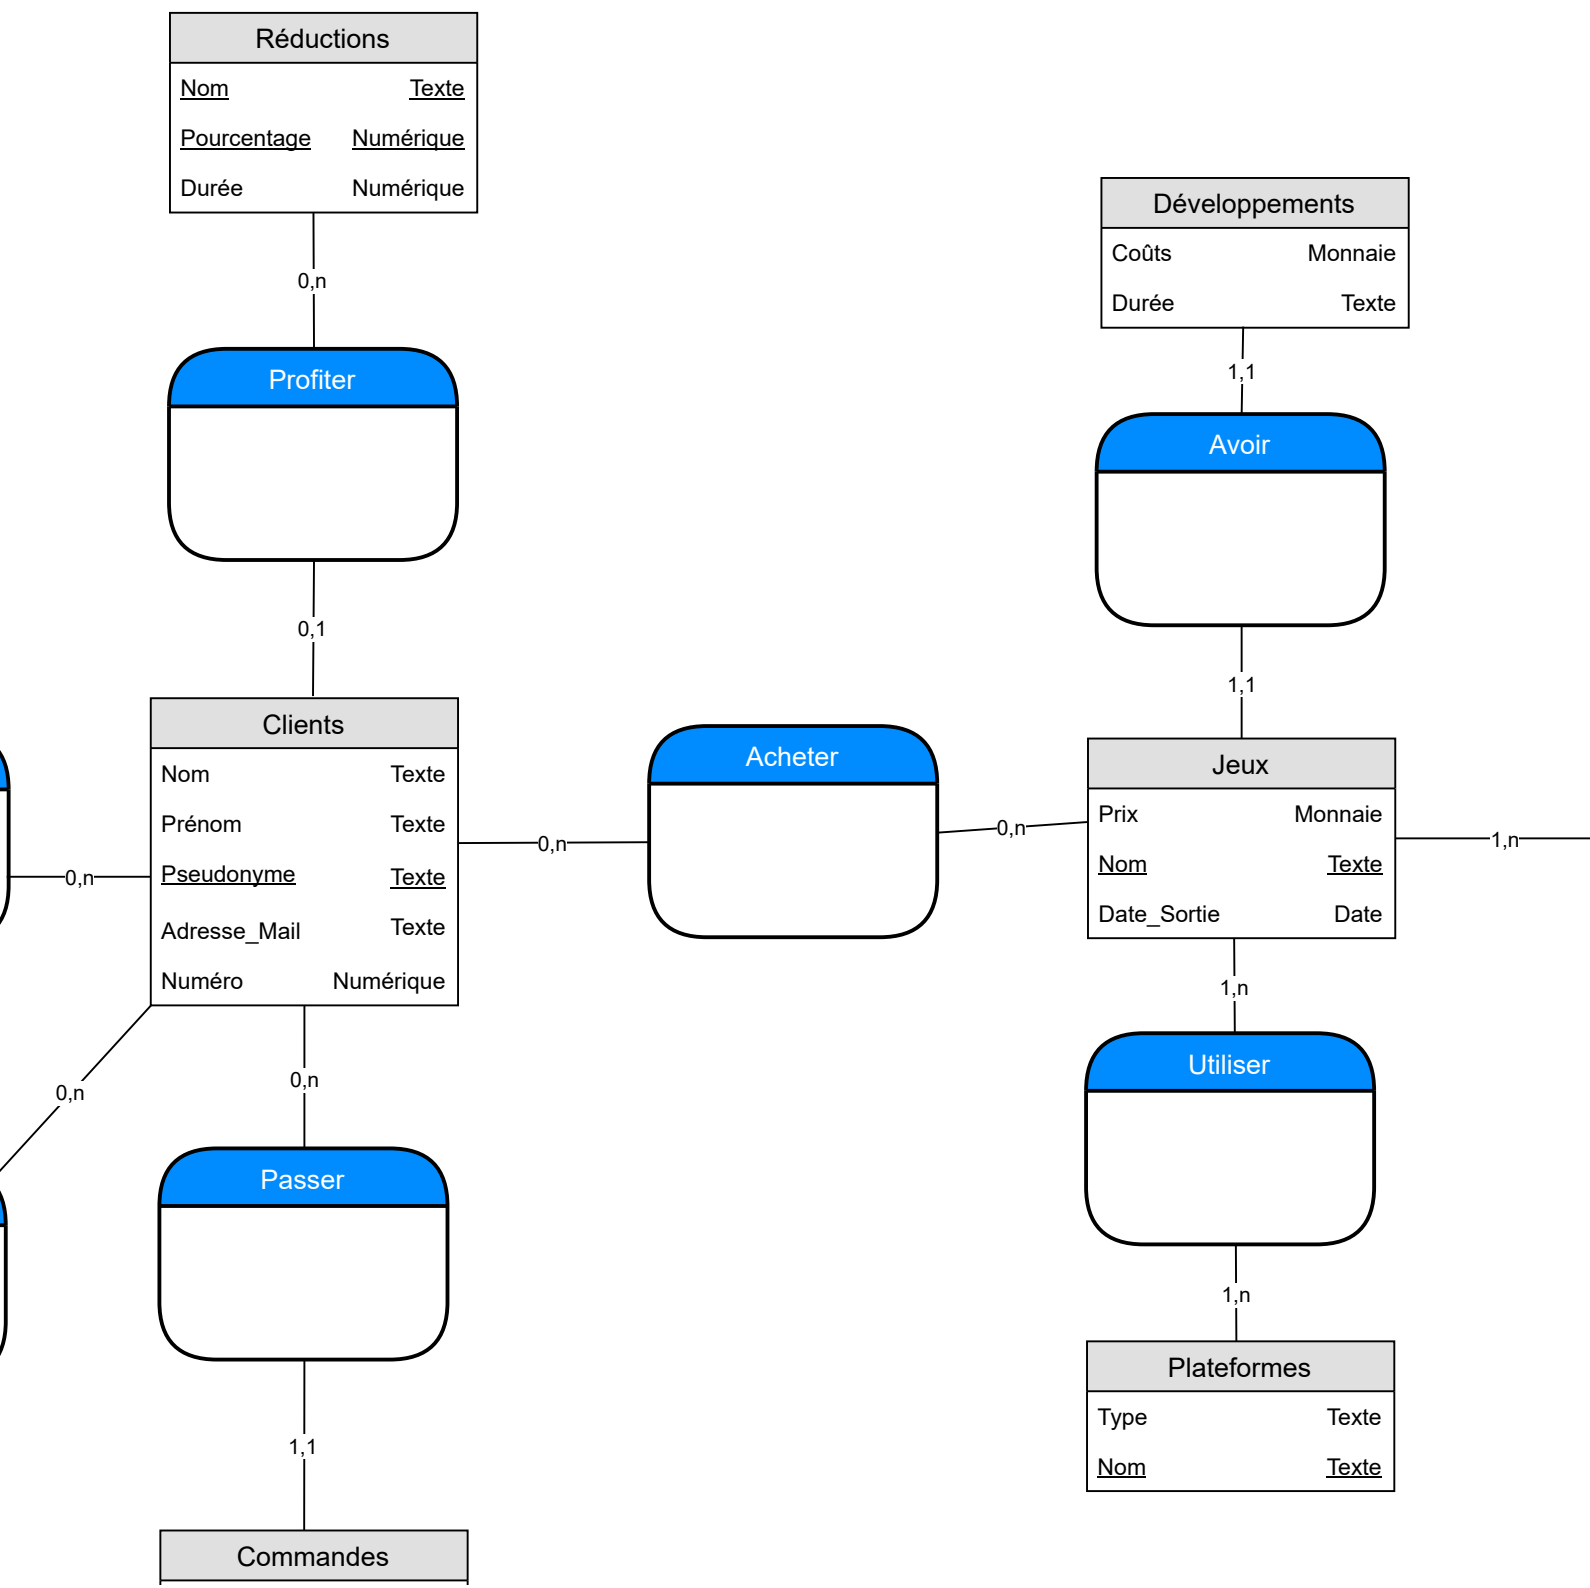 Réductions
Nom Texte
Pourcentage Numérique
Durée Numérique
0,n
Profiter
0,1
Développements
Coûts Monnaie
Durée Texte
1,1
Avoir
1,1
Clients
Nom Texte
Prénom Texte
Pseudonyme Texte
Adresse_Mail Texte
Numéro Numérique
0,n
0,n
Acheter
0,n
Jeux
Prix Monnaie
Nom Texte
Date_Sortie Date
1,n
1,n
Utiliser
1,n
Plateformes
Type Texte
Nom Texte
0,n
0,n
Passer
1,1
Commandes